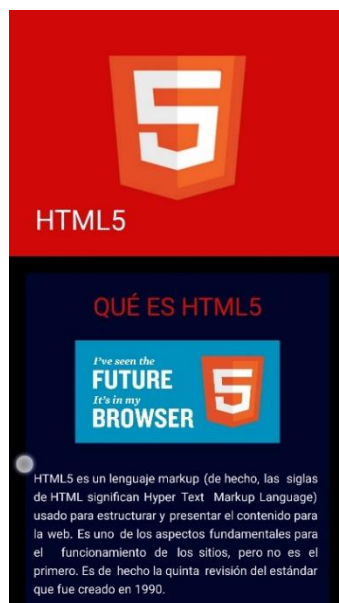 5
HTML5
QUÉ ES HTML5
I've seen the
FUTURE
It's in my
BROWSER
5
HTML5 es un lenguaje markup (de hecho, las siglas
de HTML significan Hyper Text Markup Language)
usado para estructurar y presentar el contenido para
la web. Es uno de los aspectos fundamentales para
el funcionamiento de los sitios, pero no es el
primero. Es de hecho la quinta revisión del estándar
que fue creado en 1990.